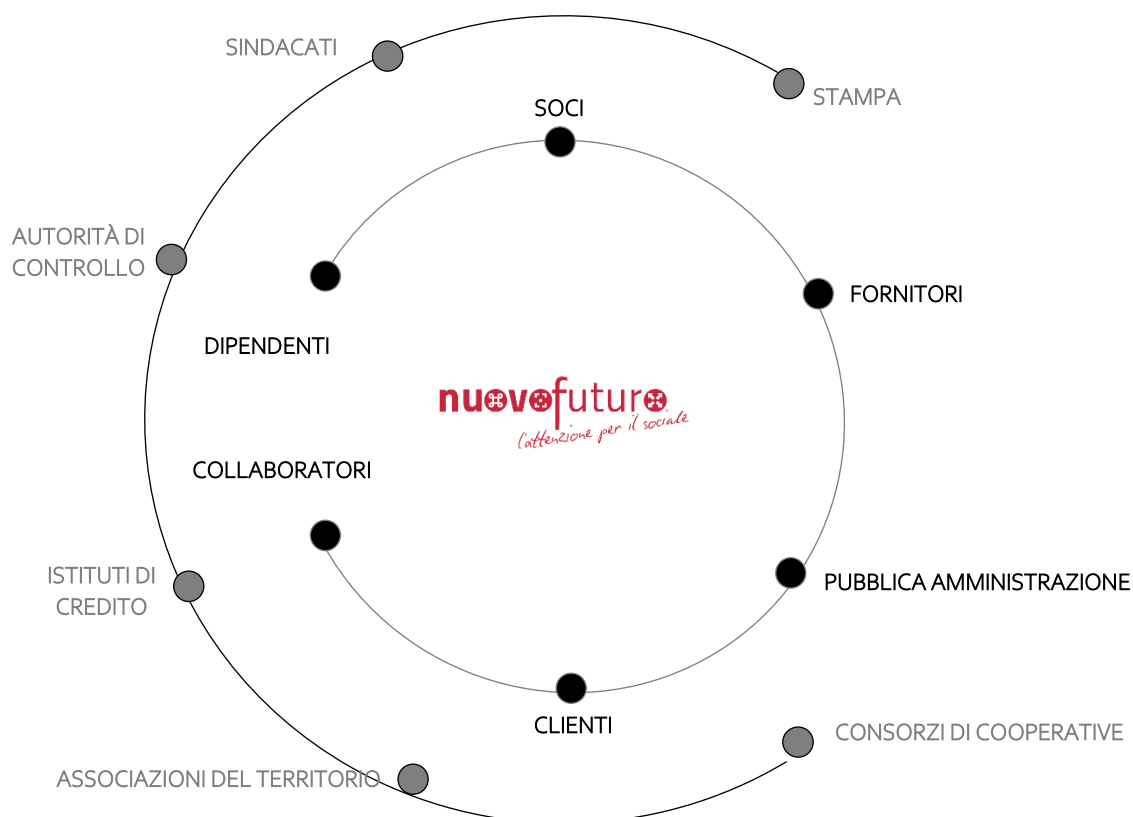 SINDACATI
STAMPA
SOCI
AUTORITÀ DI
CONTROLLO
FORNITORI
DIPENDENTI
nuovofuturo
l'attenzione per il sociale
COLLABORATORI
ISTITUTI DI
CREDITO
PUBBLICA AMMINISTRAZIONE
CLIENTI
CONSORZI DI COOPERATIVE
ASSOCIAZIONI DEL TERRITORIO